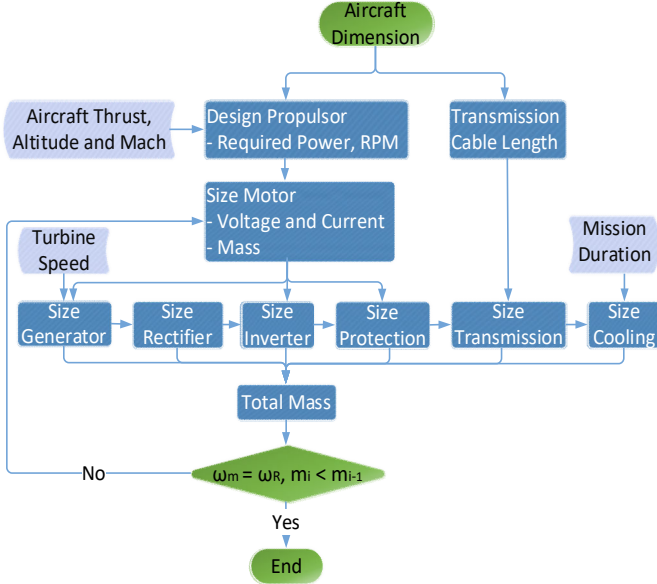 Aircraft
Dimension
Aircraft Thrust,
Altitude and Mach
Design Propulsor
- Required Power, RPM
Transmission
Cable Length
Size Motor
- Voltage and Current
- Mass
Turbine
Speed
Mission
Duration
Size
Generator
Size
Rectifier
Size
Inverter
Size
Protection
Size
Transmission
Size
Cooling
Total Mass
No
ωm = ωR, mi < mi-1
Yes
End